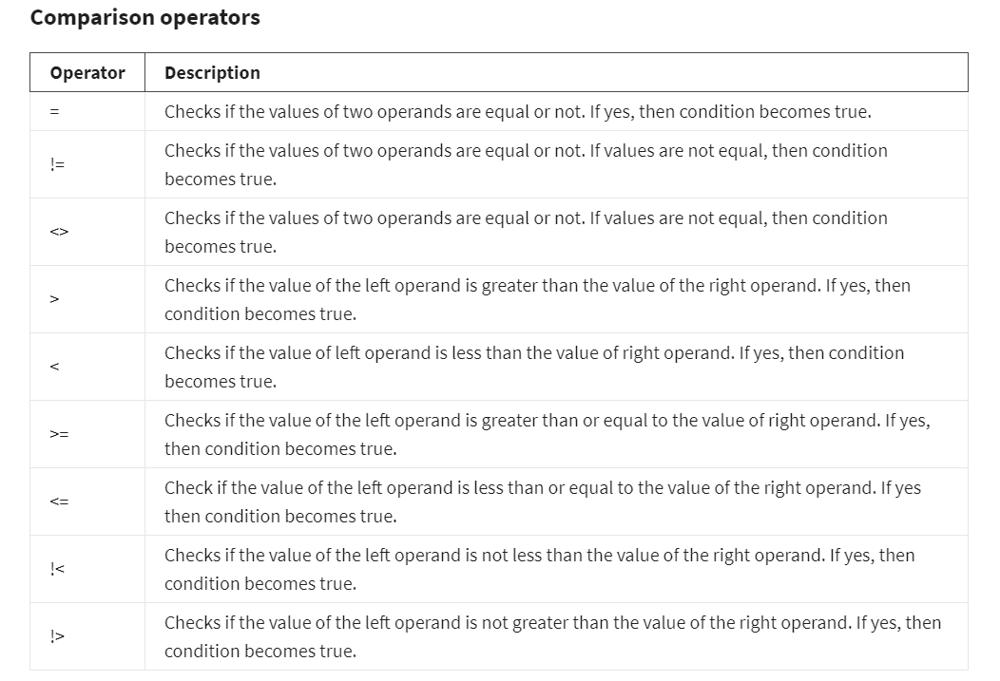 Comparison operators
Operator Description
= Checks if the values of two operands are equal or not. If yes, then condition becomes true.
!= Checks if the values of two operands are equal or not. If values are not equal, then condition
becomes true.
<> Checks if the values of two operands are equal or not. If values are not equal, then condition
becomes true.
> Checks if the value of the left operand is greater than the value of the right operand. If yes, then
condition becomes true.
< Checks if the value of left operand is less than the value of right operand. If yes, then condition
becomes true.
>= Checks if the value of the left operand is greater than or equal to the value of right operand. If yes,
then condition becomes true.
<= Check if the value of the left operand is less than or equal to the value of the right operand. If yes
then condition becomes true.
!< Checks if the value of the left operand is not less than the value of the right operand. If yes, then
condition becomes true.
!> Checks if the value of the left operand is not greater than the value of the right operand. If yes, then
condition becomes true.